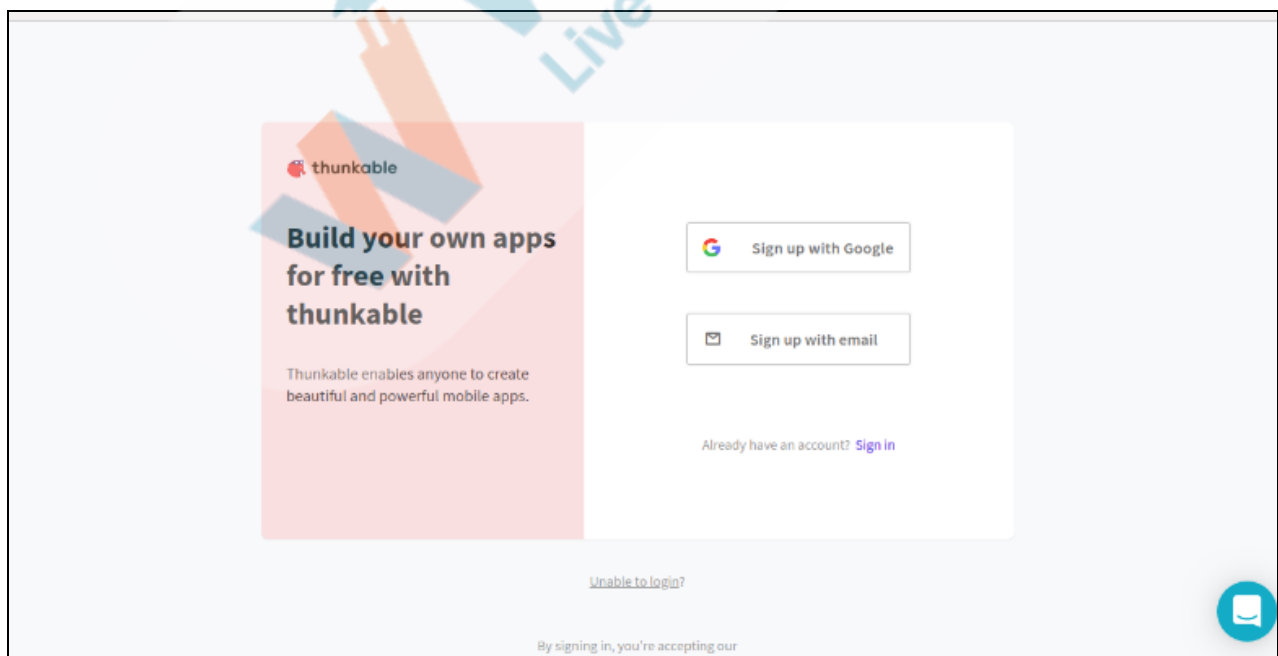 Live
thunkable
Build your own apps
for free with
thunkable
Thunkable enables anyone to create
beautiful and powerful mobile apps.
Sign up with Google
Sign up with email
Already have an account? Sign in
Unable to login?
By signing in, you're accepting our